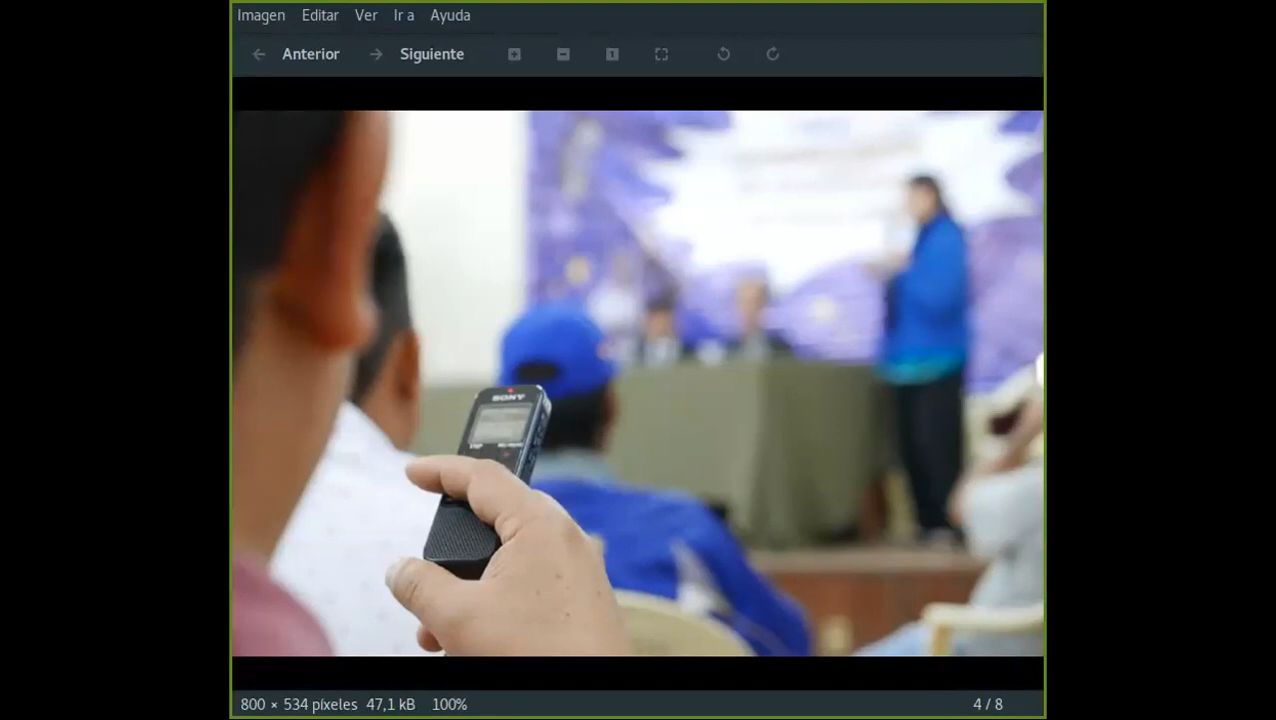 Imagen Editar Ver Ir a Ayuda
Anterior Siguiente
SONY
800 × 534 píxeles 47,1 kB 100% 4 / 8